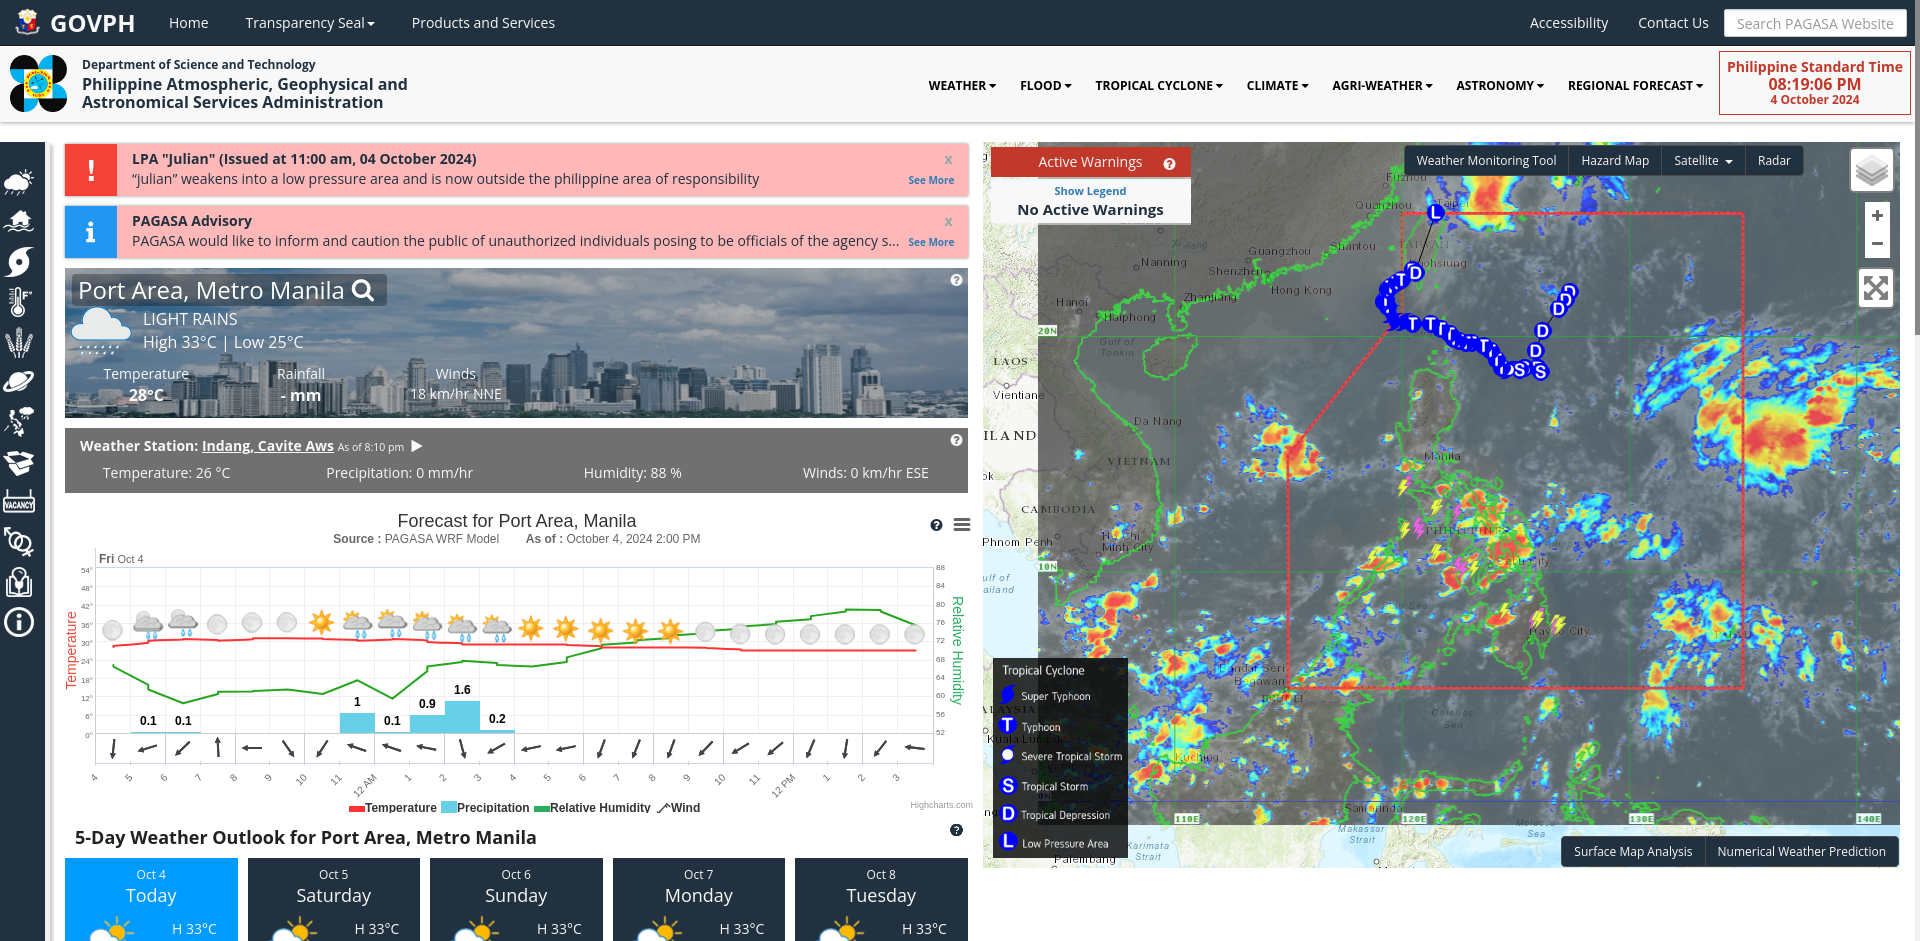 GOVPH
Home
Transparency Seal
Products and Services
Accessibility
Contact Us
Search PAGASA Website
Department of Science and Technology
Philippine Atmospheric, Geophysical and
Astronomical Services Administration
WEATHER
FLOOD
TROPICAL CYCLONE
CLIMATE
AGRI-WEATHER
ASTRONOMY
REGIONAL FORECAST
Philippine Standard Time
08:19:06 PM
4 October 2024
LPA "Julian" (Issued at 11:00 am, 04 October 2024)
x
“julian” weakens into a low pressure area and is now outside the philippine area of responsibility
See More
PAGASA Advisory
x
PAGASA would like to inform and caution the public of unauthorized individuals posing to be officials of the agency s...
See More
Port Area, Metro Manila
LIGHT RAINS
High 33°C | Low 25°C
Temperature
28°C
Rainfall
- mm
Winds
18 km/hr NNE
Weather Station: Indang, Cavite Aws As of 8:10 pm
Temperature: 26 °C
Precipitation: 0 mm/hr
Humidity: 88 %
Winds: 0 km/hr ESE
VACANCY
Forecast for Port Area, Manila
Source : PAGASA WRF Model As of : October 4, 2024 2:00 PM
Fri Oct 4
Temperature
54°
48°
42°
36°
30°
24°
18°
12°
6°
0°
88
84
80
76
72
68
64
60
56
52
Relative Humidity
0.1
0.1
1
0.1
0.9
1.6
0.2
4
5
6
7
8
9
10
11
12 AM
1
2
3
4
5
6
7
8
9
10
11
12 PM
1
2
3
Temperature
Precipitation
Relative Humidity
Wind
Highcharts.com
5-Day Weather Outlook for Port Area, Metro Manila
Oct 4
Today
H 33°C
Oct 5
Saturday
H 33°C
Oct 6
Sunday
H 33°C
Oct 7
Monday
H 33°C
Oct 8
Tuesday
H 33°C
Active Warnings
Show Legend
No Active Warnings
Weather Monitoring Tool
Hazard Map
Satellite
Radar
+
−
Fuzhou
Quanzhou
Taipei
TAIWAN
Guangzhou
Shantou
Nanning
Shenzhen
Hong Kong
Zhanjiang
Hanoi
Haiphong
20N
Gulf of
Tonkin
LAOS
Vientiane
Da Nang
VIETNAM
Manila
CAMBODIA
Phnom Penh
Ho Chi
Minh City
PHILIPPINES
Cebu City
10N
Davao City
PALAU
Bandar Seri
Begawan
BRUNEI
Celebes
Sea
Kuching
Samarinda
110E
120E
130E
140E
Makassar
Strait
Karimata
Strait
Palembang
Tropical Cyclone
Super Typhoon
T Typhoon
Severe Tropical Storm
S Tropical Storm
D Tropical Depression
L Low Pressure Area
Surface Map Analysis
Numerical Weather Prediction